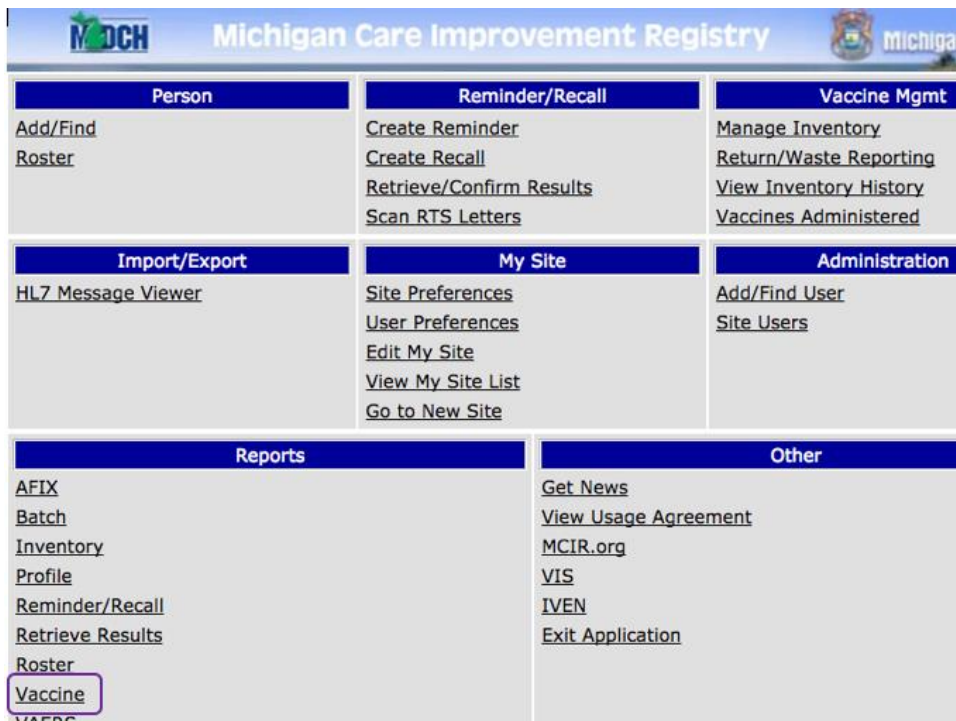 MDCH Michigan Care Improvement Registry Michiga
Person
Add/Find
Roster
Reminder/Recall
Create Reminder
Create Recall
Retrieve/Confirm Results
Scan RTS Letters
Vaccine Mgmt
Manage Inventory
Return/Waste Reporting
View Inventory History
Vaccines Administered
Import/Export
HL7 Message Viewer
My Site
Site Preferences
User Preferences
Edit My Site
View My Site List
Go to New Site
Administration
Add/Find User
Site Users
Reports
AFIX
Batch
Inventory
Profile
Reminder/Recall
Retrieve Results
Roster
Vaccine
VAERS
Other
Get News
View Usage Agreement
MCIR.org
VIS
IVEN
Exit Application